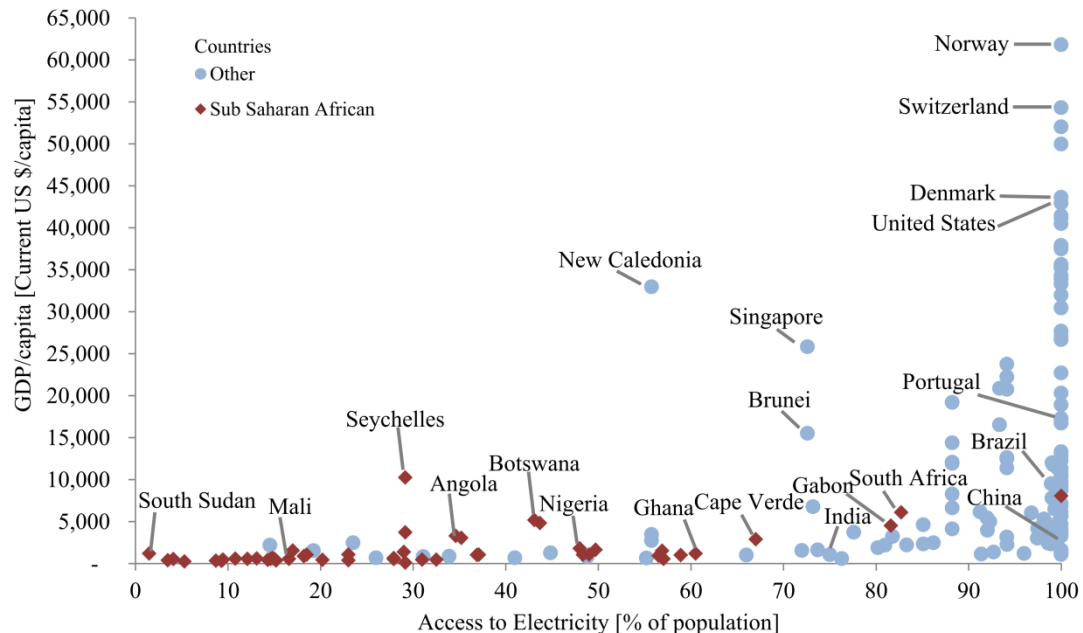 65,000
60,000
55,000
50,000
45,000
40,000
35,000
30,000
25,000
20,000
15,000
10,000
5,000
-
GDP/capita [Current US $/capita]
Countries
Other
Sub Saharan African
Norway
Switzerland
Denmark
United States
New Caledonia
Singapore
Portugal
Brunei
Seychelles
Brazil
Botswana
Angola
South Africa
Gabon
South Sudan
Mali
Nigeria
Ghana
Cape Verde
India
China
0 10 20 30 40 50 60 70 80 90 100
Access to Electricity [% of population]